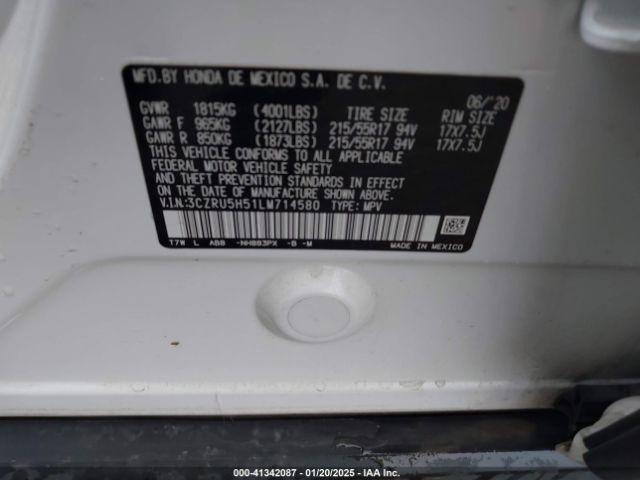 MFD.BY HONDA DE MEXICO S.A. DE C.V.
06/'20
GVWR 1815KG (4001LBS) TIRE SIZE RIM SIZE
GAWR F 965KG (2127LBS) 215/55R17 94V 17X7.5J
GAWR R 850KG (1873LBS) 215/55R17 94V 17X7.5J
THIS VEHICLE CONFORMS TO ALL APPLICABLE
FEDERAL MOTOR VEHICLE SAFETY
AND THEFT PREVENTION STANDARDS IN EFFECT
ON THE DATE OF MANUFACTURE SHOWN ABOVE.
V.I.N:3CZRU5H51LM714580 TYPE: MPV
T7W L ABB -NH883PX -B -M
MADE IN MEXICO
000-41342087 - 01/20/2025 - IAA Inc.